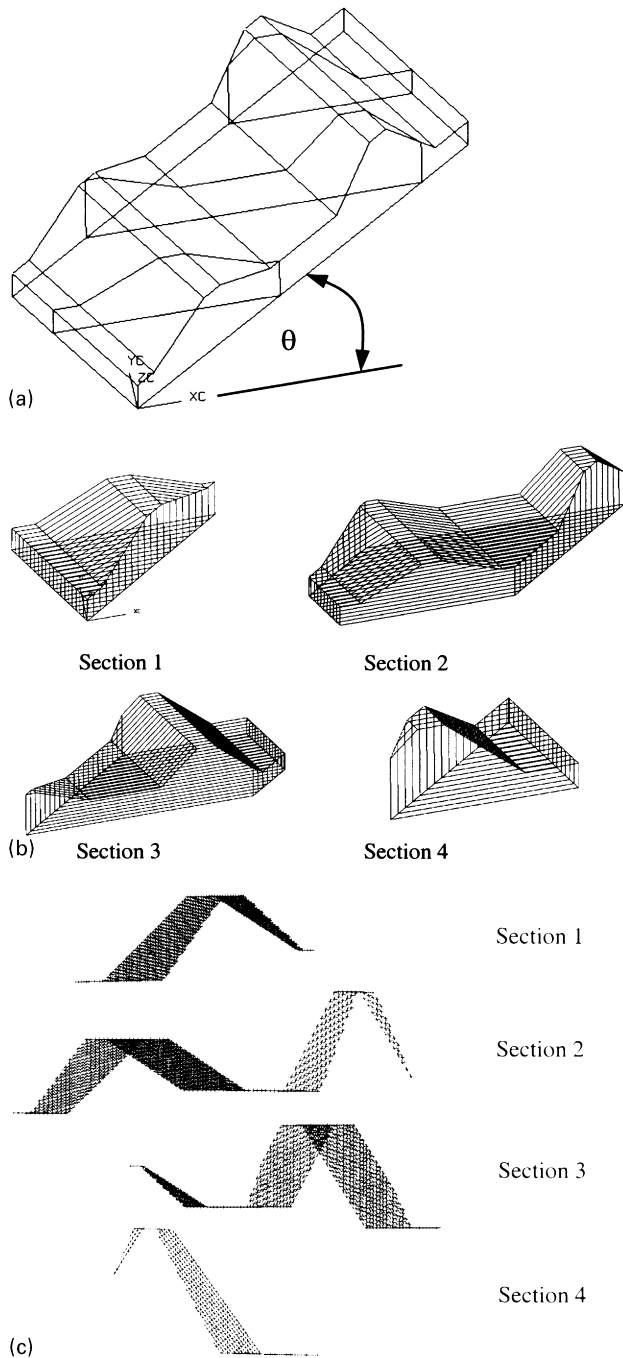 θ
YC
ZC
XC
(a)
XC
Section 1
Section 2
(b)
Section 3
Section 4
Section 1
Section 2
Section 3
Section 4
(c)